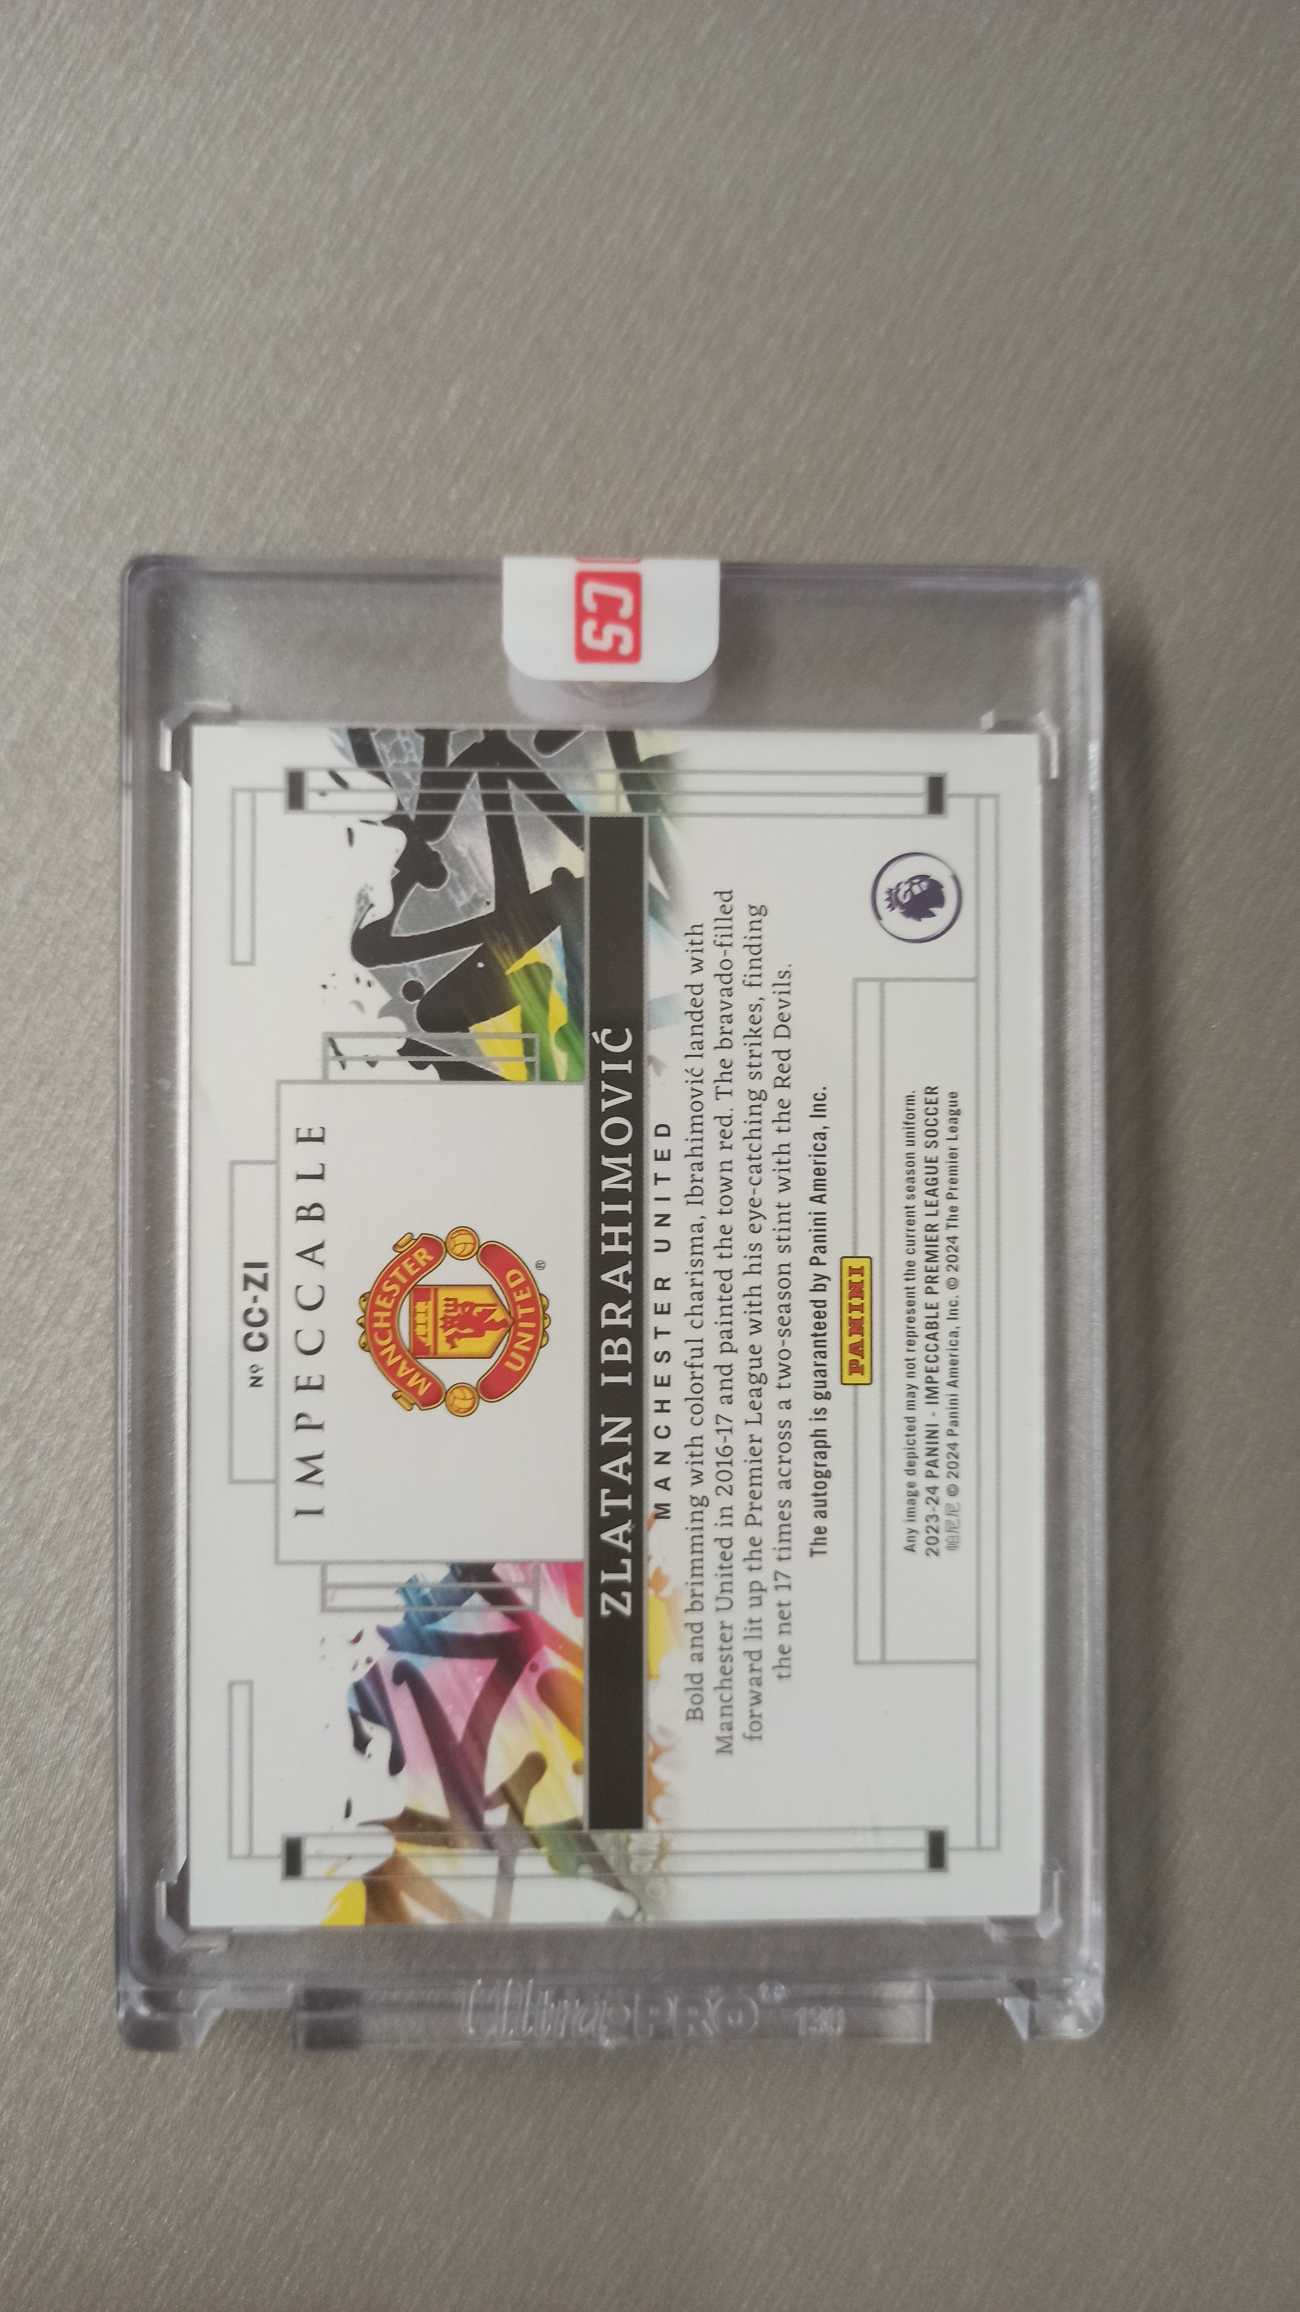 CS
Nº CC-ZI
IMPECCABLE
MANCHESTER
UNITED
®
ZLATAN IBRAHIMOVIĆ
MANCHESTER UNITED
Bold and brimming with colorful charisma, Ibrahimović landed with
Manchester United in 2016-17 and painted the town red. The bravado-filled
forward lit up the Premier League with his eye-catching strikes, finding
the net 17 times across a two-season stint with the Red Devils.
The autograph is guaranteed by Panini America, Inc.
PANINI
Any image depicted may not represent the current season uniform.
2023-24 PANINI - IMPECCABLE PREMIER LEAGUE SOCCER
帕尼尼 © 2024 Panini America, Inc. © 2024 The Premier League
UltraPRO